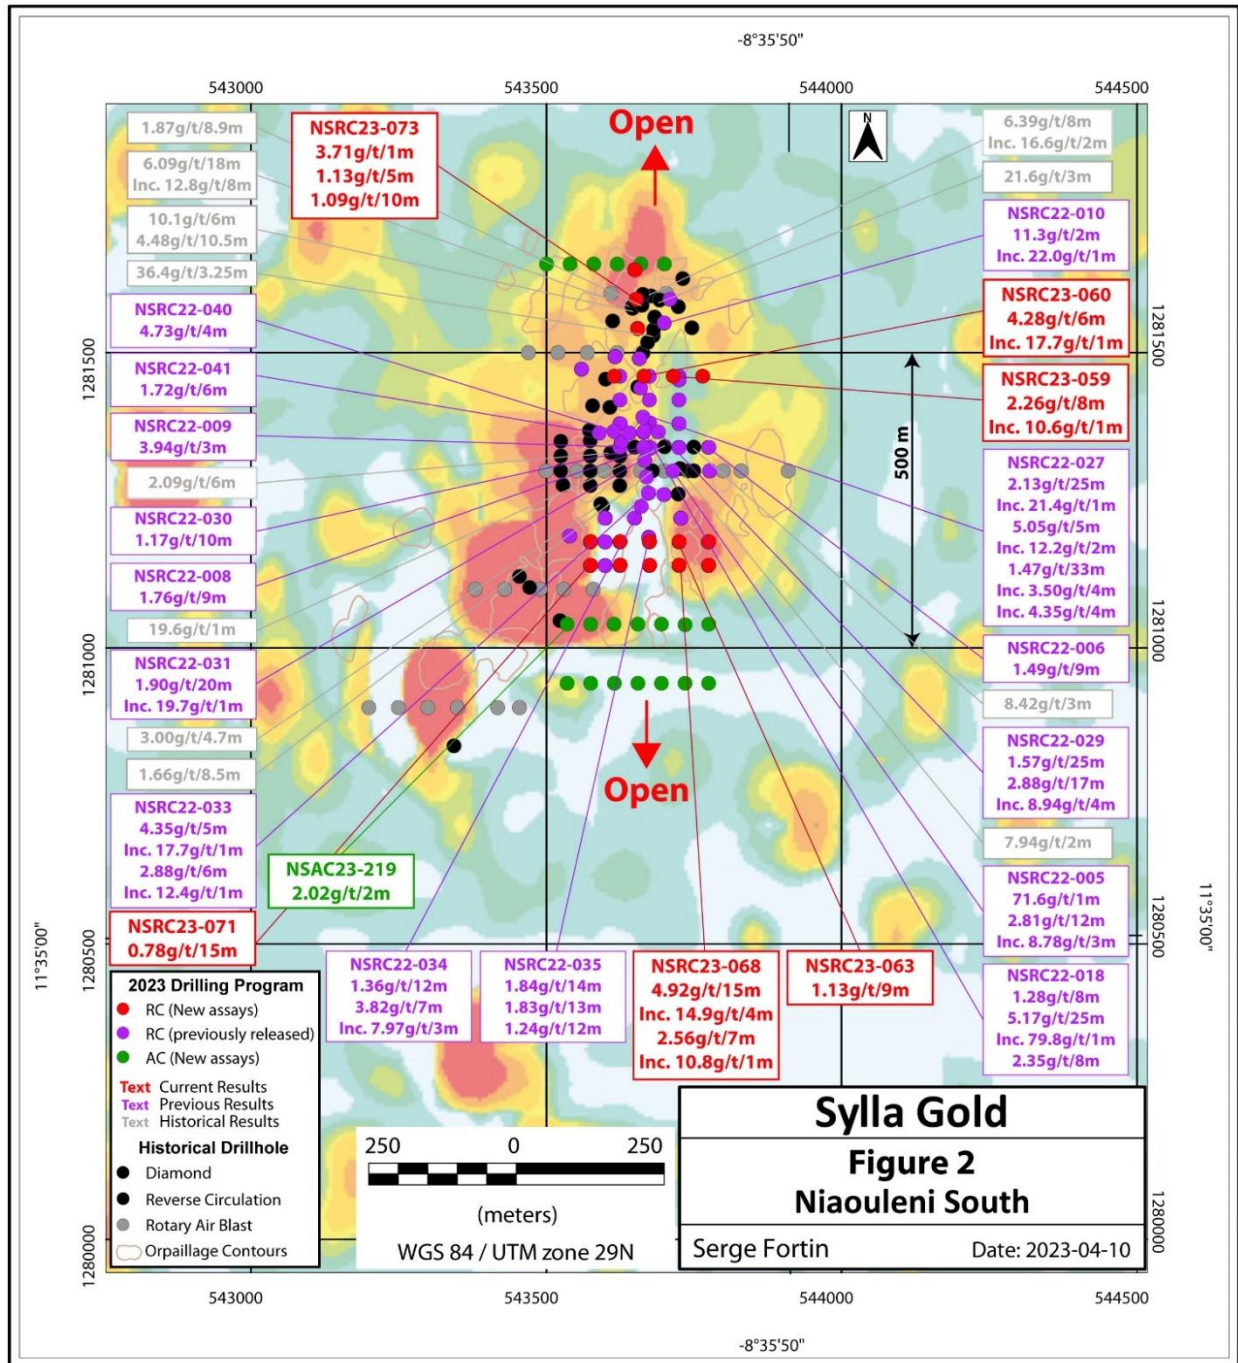 -8°35'50"
543000
543500
544000
544500
1.87g/t/8.9m
6.09g/t/18m
Inc. 12.8g/t/8m
10.1g/t/6m
4.48g/t/10.5m
36.4g/t/3.25m
NSRC22-040
4.73g/t/4m
NSRC22-041
1.72g/t/6m
NSRC22-009
3.94g/t/3m
2.09g/t/6m
NSRC22-030
1.17g/t/10m
NSRC22-008
1.76g/t/9m
19.6g/t/1m
NSRC22-031
1.90g/t/20m
Inc. 19.7g/t/1m
3.00g/t/4.7m
1.66g/t/8.5m
NSRC22-033
4.35g/t/5m
Inc. 17.7g/t/1m
2.88g/t/6m
Inc. 12.4g/t/1m
NSRC23-071
0.78g/t/15m
NSRC23-073
3.71g/t/1m
1.13g/t/5m
1.09g/t/10m
Open
N
6.39g/t/8m
Inc. 16.6g/t/2m
21.6g/t/3m
NSRC22-010
11.3g/t/2m
Inc. 22.0g/t/1m
NSRC23-060
4.28g/t/6m
Inc. 17.7g/t/1m
NSRC23-059
2.26g/t/8m
Inc. 10.6g/t/1m
NSRC22-027
2.13g/t/25m
Inc. 21.4g/t/1m
5.05g/t/5m
Inc. 12.2g/t/2m
1.47g/t/33m
Inc. 3.50g/t/4m
Inc. 4.35g/t/4m
NSRC22-006
1.49g/t/9m
8.42g/t/3m
NSRC22-029
1.57g/t/25m
2.88g/t/17m
Inc. 8.94g/t/4m
7.94g/t/2m
NSRC22-005
71.6g/t/1m
2.81g/t/12m
Inc. 8.78g/t/3m
NSRC22-018
1.28g/t/8m
5.17g/t/25m
Inc. 79.8g/t/1m
2.35g/t/8m
500 m
Open
NSAC23-219
2.02g/t/2m
NSRC22-034
1.36g/t/12m
3.82g/t/7m
Inc. 7.97g/t/3m
NSRC22-035
1.84g/t/14m
1.83g/t/13m
1.24g/t/12m
NSRC23-068
4.92g/t/15m
Inc. 14.9g/t/4m
2.56g/t/7m
Inc. 10.8g/t/1m
NSRC23-063
1.13g/t/9m
1281500
1281000
1280500
1280000
11°35'00"
1281500
1281000
1280500
1280000
11°35'00"
2023 Drilling Program
RC (New assays)
RC (previously released)
AC (New assays)
Text Current Results
Text Previous Results
Text Historical Results
Historical Drillhole
Diamond
Reverse Circulation
Rotary Air Blast
Orpaillage Contours
250 0 250
(meters)
WGS 84 / UTM zone 29N
Sylla Gold
Figure 2
Niaouleni South
Serge Fortin Date: 2023-04-10
543000
543500
544000
544500
-8°35'50"